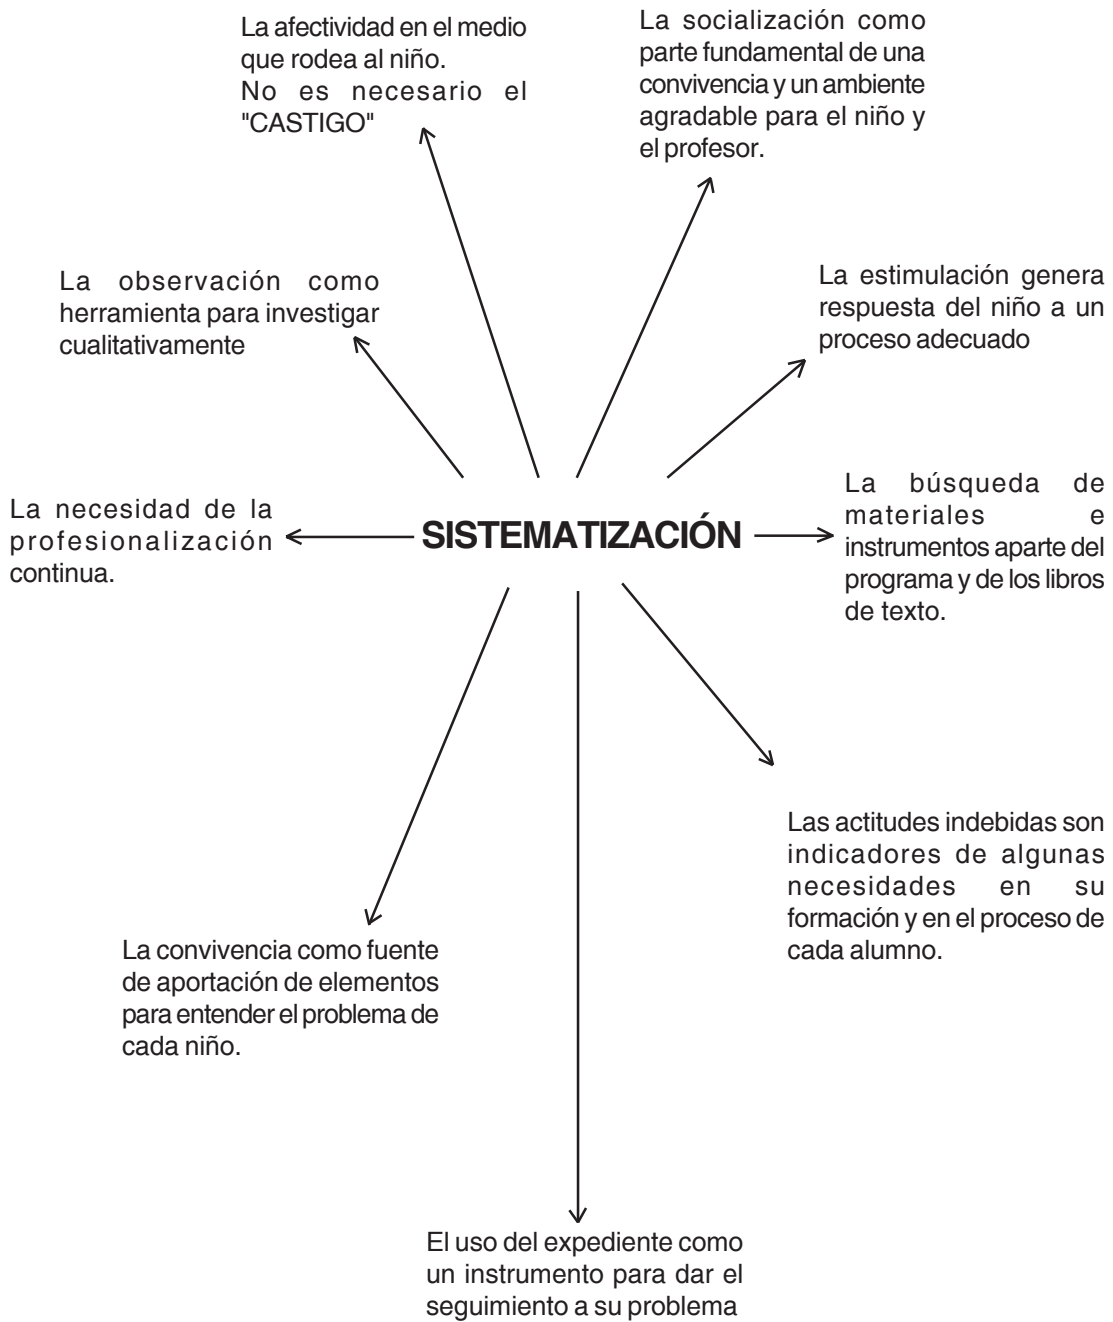 La afectividad en el medio
que rodea al niño.
No es necesario el
"CASTIGO"
La socialización como
parte fundamental de una
convivencia y un ambiente
agradable para el niño y
el profesor.
La observación como
herramienta para investigar
cualitativamente
La estimulación genera
respuesta del niño a un
proceso adecuado
La necesidad de la
profesionalización
continua.
SISTEMATIZACIÓN
La búsqueda de
materiales e
instrumentos aparte del
programa y de los libros
de texto.
Las actitudes indebidas son
indicadores de algunas
necesidades en su
formación y en el proceso de
cada alumno.
La convivencia como fuente
de aportación de elementos
para entender el problema de
cada niño.
El uso del expediente como
un instrumento para dar el
seguimiento a su problema